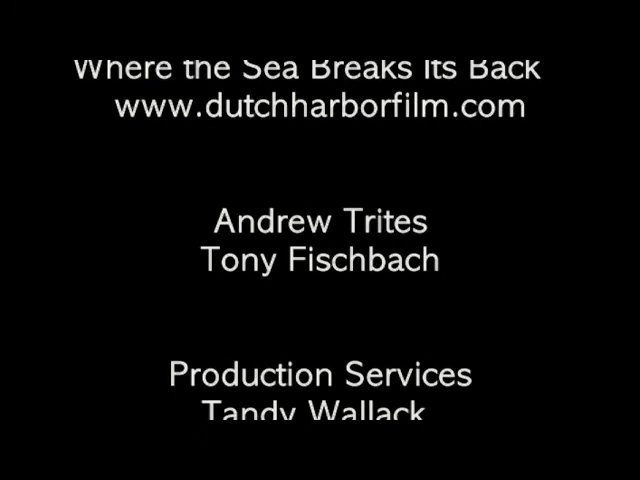 Where the Sea Breaks Its Back
www.dutchharborfilm.com
Andrew Trites
Tony Fischbach
Production Services
Tandy Wallack